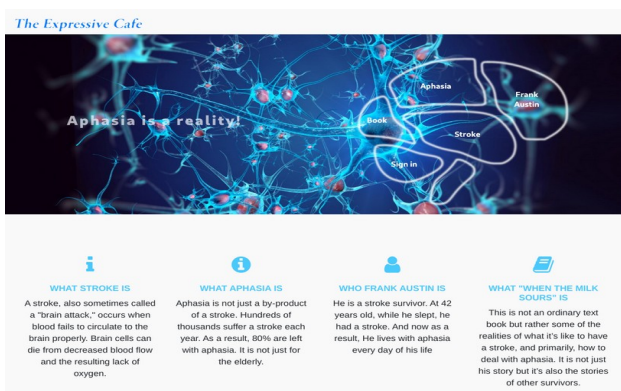 The Expressive Cafe
Aphasia is a reality!
Aphasia
Frank
Austin
Book
Stroke
Sign in
WHAT STROKE IS
A stroke, also sometimes called
a "brain attack," occurs when
blood fails to circulate to the
brain properly. Brain cells can
die from decreased blood flow
and the resulting lack of
oxygen.
WHAT APHASIA IS
Aphasia is not just a by-product
of a stroke. Hundreds of
thousands suffer a stroke each
year. As a result, 80% are left
with aphasia. It is not just for
the elderly.
WHO FRANK AUSTIN IS
He is a stroke survivor. At 42
years old, while he slept, he
had a stroke. And now as a
result, He lives with aphasia
every day of his life
WHAT "WHEN THE MILK
SOURS" IS
This is not an ordinary text
book but rather some of the
realities of what it's like to have
a stroke, and primarily, how to
deal with aphasia. It is not just
his story but it's also the stories
of other survivors.